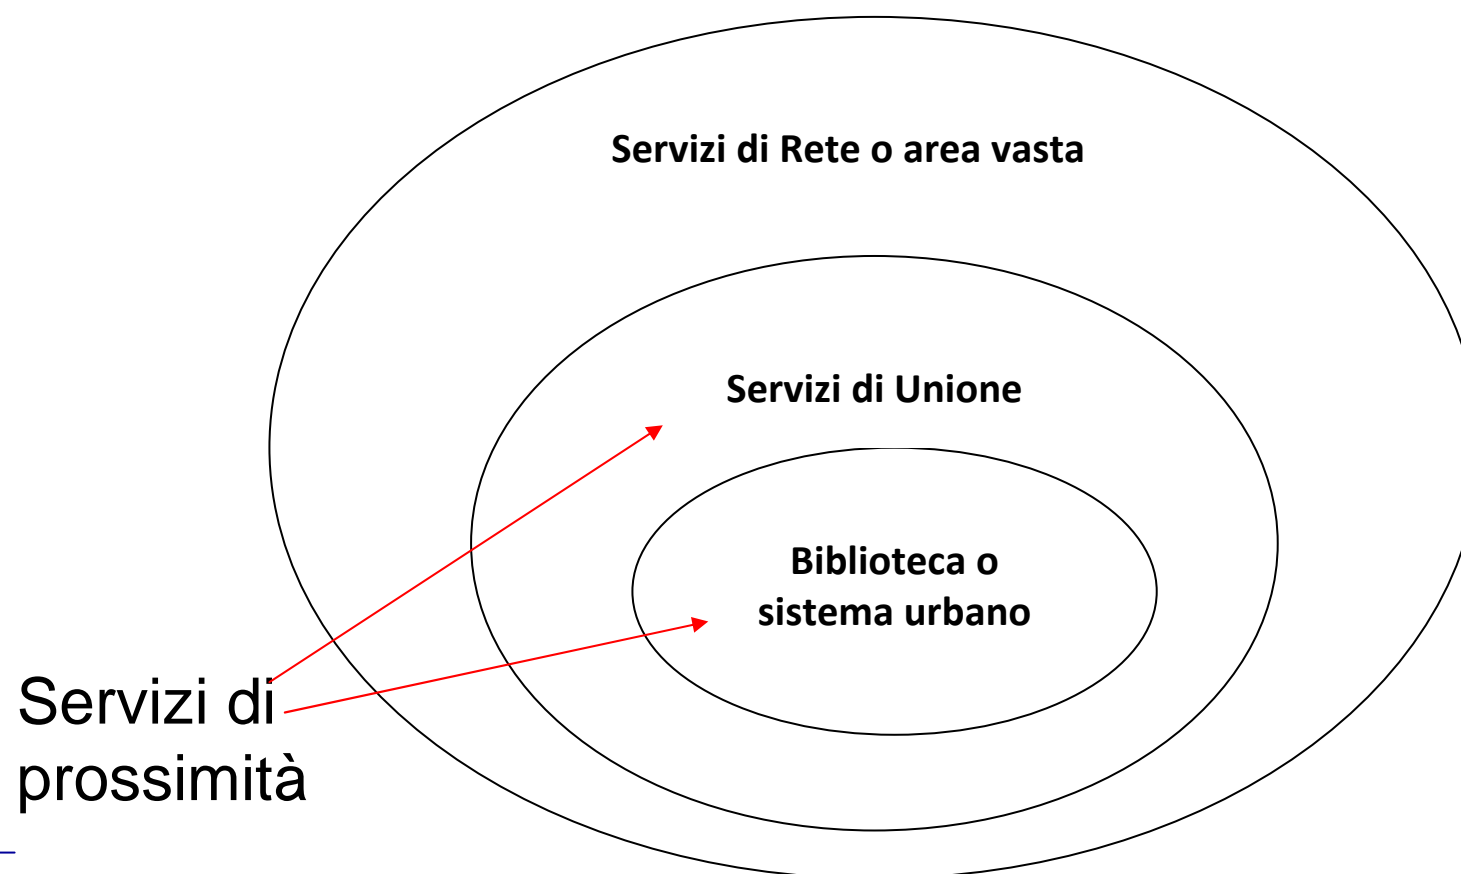 Servizi di Rete o area vasta
Servizi di Unione
Biblioteca o
sistema urbano
Servizi di
prossimità